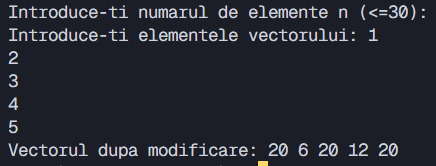 Introduce-ti numarul de elemente n (<=30):
Introduce-ti elementele vectorului: 1
2
3
4
5
Vectorul dupa modificare: 20 6 20 12 20